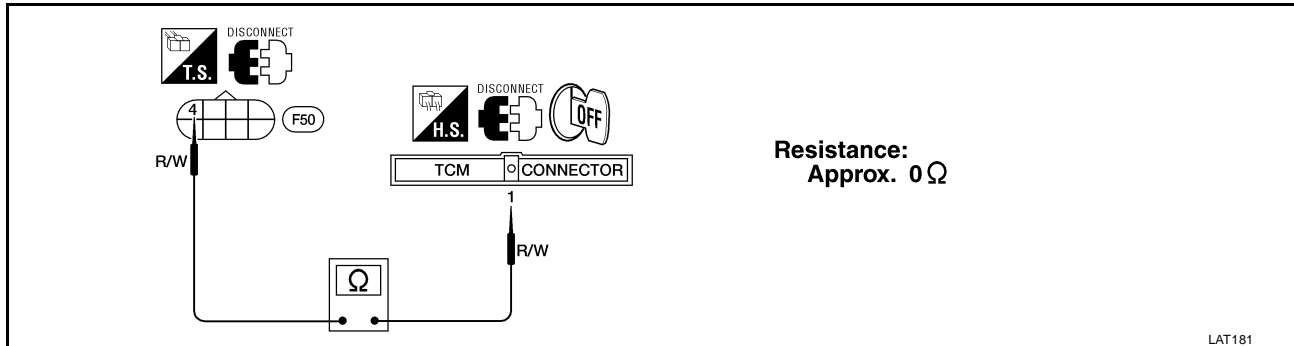 DISCONNECT
T.S.
4
F50
R/W
DISCONNECT
H.S.
OFF
TCM CONNECTOR
1
R/W
Ω
Resistance:
Approx. 0 Ω
LAT181